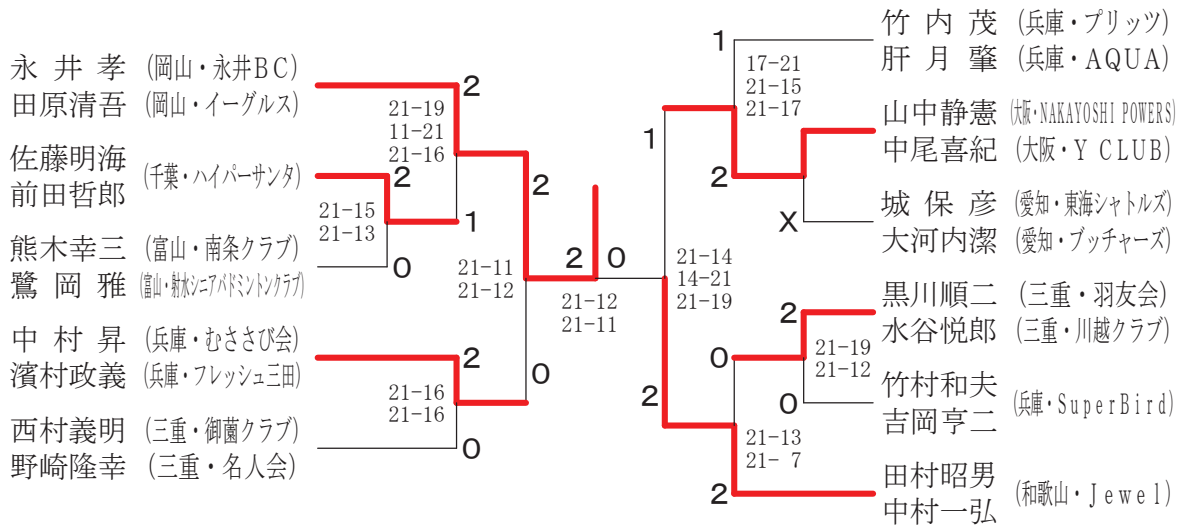 永井 孝 (岡山・永井BC)
田原清吾 (岡山・イーグルス)
佐藤明海
前田哲郎
(千葉・ハイパーサンタ)
熊木幸三 (富山・南条クラブ)
鷺岡 雅 (富山・射水シニアバドミントンクラブ)
中村 昇 (兵庫・むささび会)
濱村政義 (兵庫・フレッシュ三田)
西村義明 (三重・御薗クラブ)
野崎隆幸 (三重・名人会)
2
21-19
11-21
21-16
2
21-15
21-13
1
0
2
21-11
21-12
2
21-16
21-16
0
0
2
0
21-12
21-11
1
17-21
21-15
21-17
1
2
X
21-14
14-21
21-19
2
2
0
21-19
21-12
0
21-13
21- 7
2
竹内 茂 (兵庫・プリッツ)
肝月 肇 (兵庫・AQUA)
山中静憲 (大阪・NAKAYOSHI POWERS)
中尾喜紀 (大阪・Y CLUB)
城 保彦 (愛知・東海シャトルズ)
大河内潔 (愛知・ブッチャーズ)
黒川順二 (三重・羽友会)
水谷悦郎 (三重・川越クラブ)
竹村和夫
吉岡亨二
(兵庫・SuperBird)
田村昭男
中村一弘
(和歌山・Jewel)